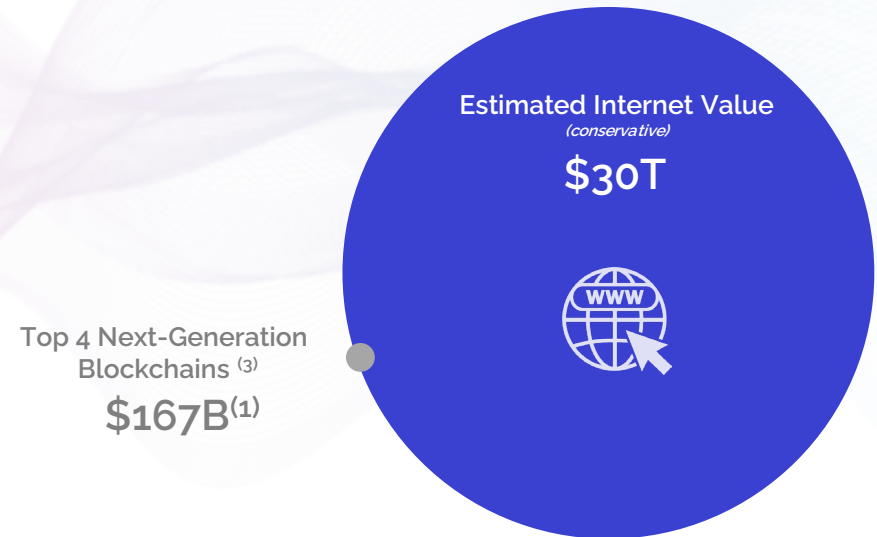 Estimated Internet Value
(conservative)
$30T
WWW
Top 4 Next-Generation
Blockchains (3)
$167B(1)